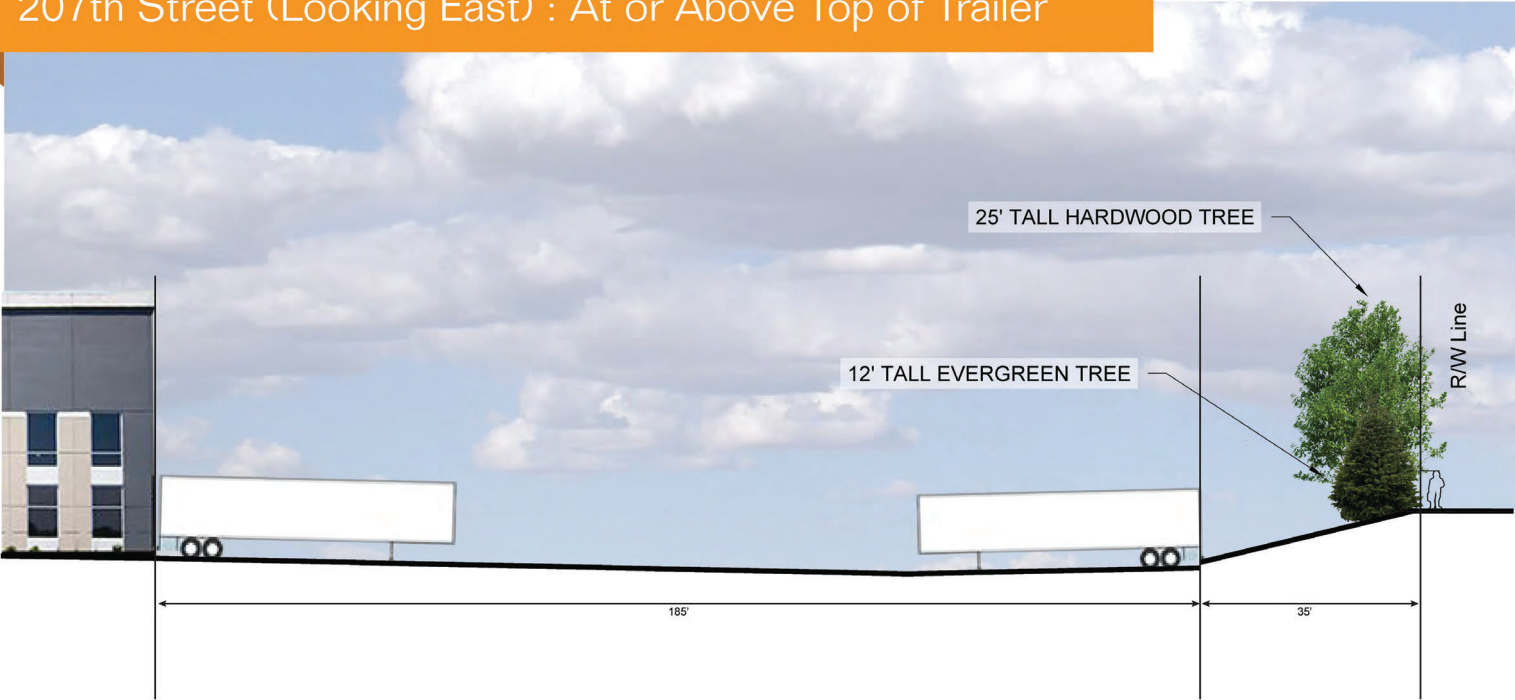 207th Street (Looking East) : At or Above Top of Trailer
25' TALL HARDWOOD TREE
R/W Line
12' TALL EVERGREEN TREE
185'
35'